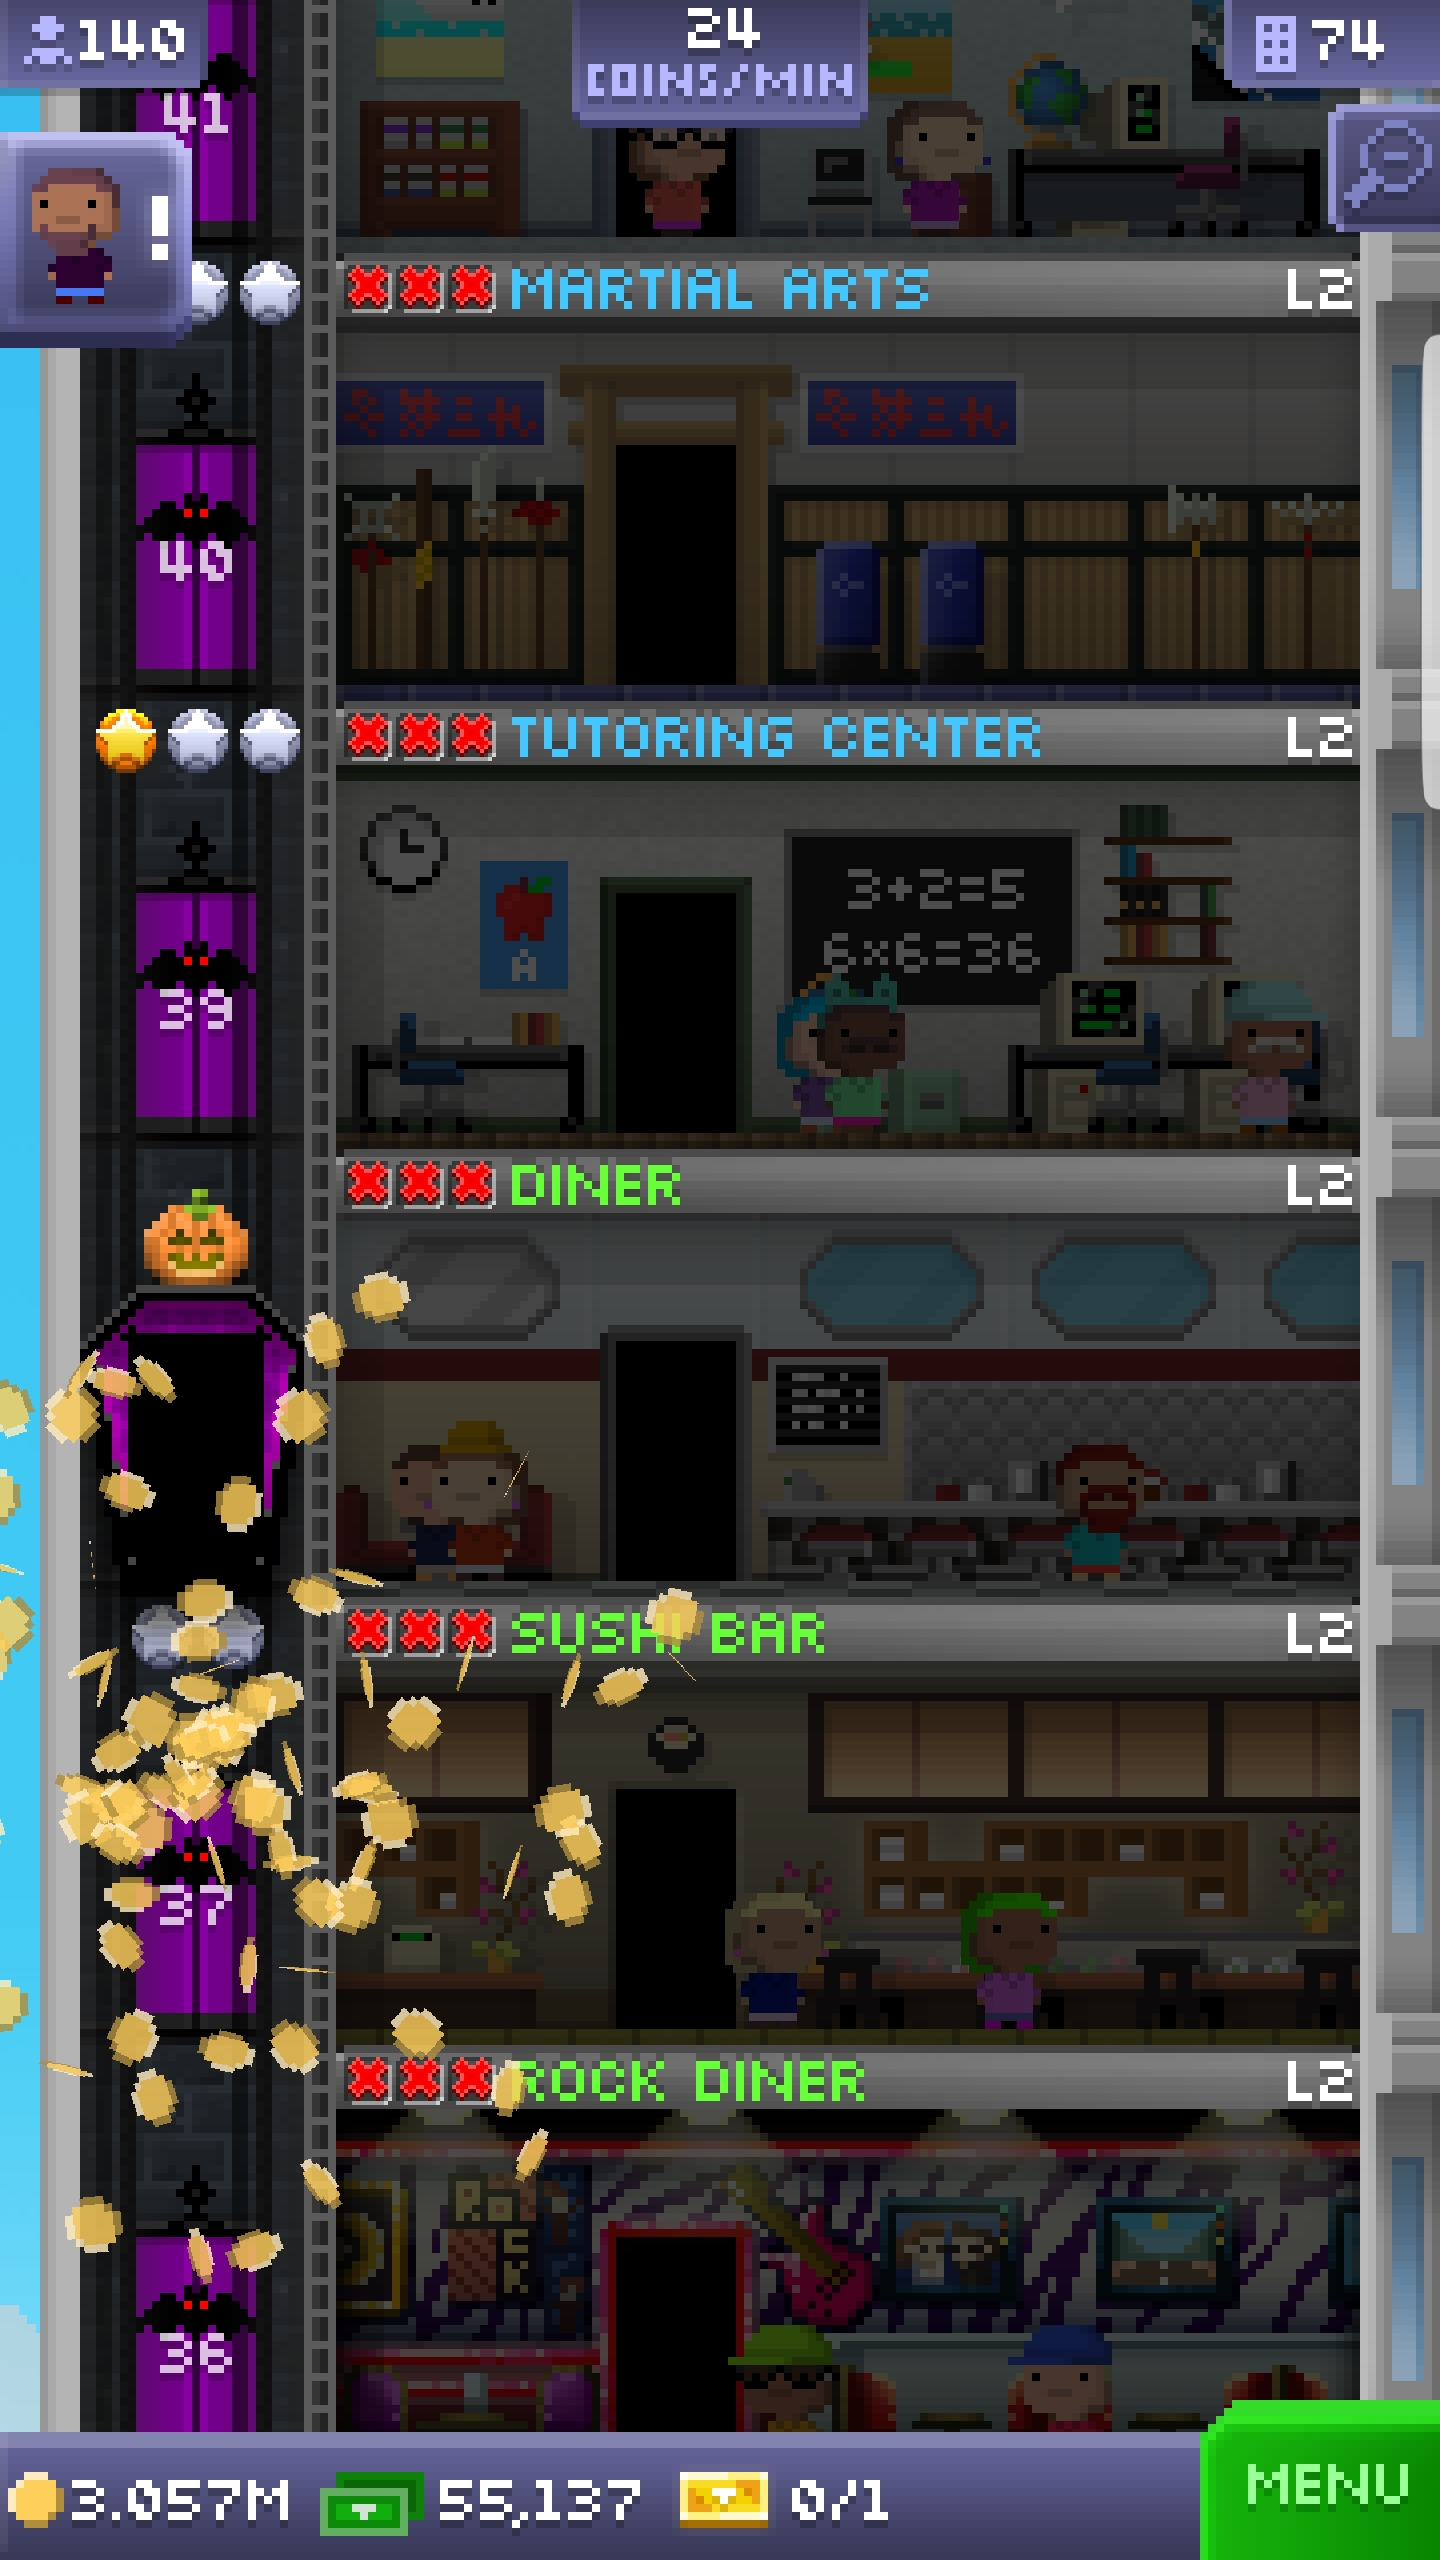 140
24
COINS/MIN
74
41
!
MARTIAL ARTS L2
40
TUTORING CENTER L2
3+2=5
6x6=36
A
39
DINER L2
SUSHI BAR L2
37
ROCK DINER L2
36
3.057M 55,137 0/1
MENU